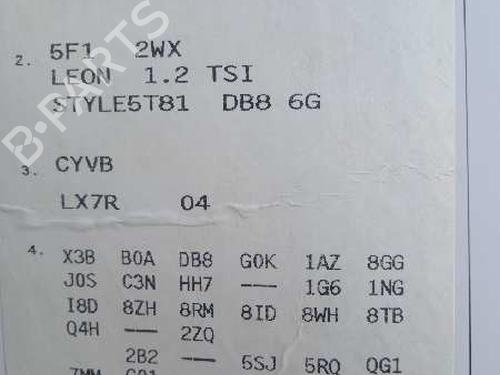 2. 5F1 2WX
LEON 1.2 TSI
STYLE5T81 DB8 6G
3. CYVB
LX7R 04
4. X3B B0A DB8 G0K 1AZ 8GG
J0S C3N HH7 --- 1G6 1NG
I8D 8ZH 8RM 8ID 8WH 8TB
Q4H --- 2ZQ
2B2 --- 5SJ 5RQ QG1
B-PARTS